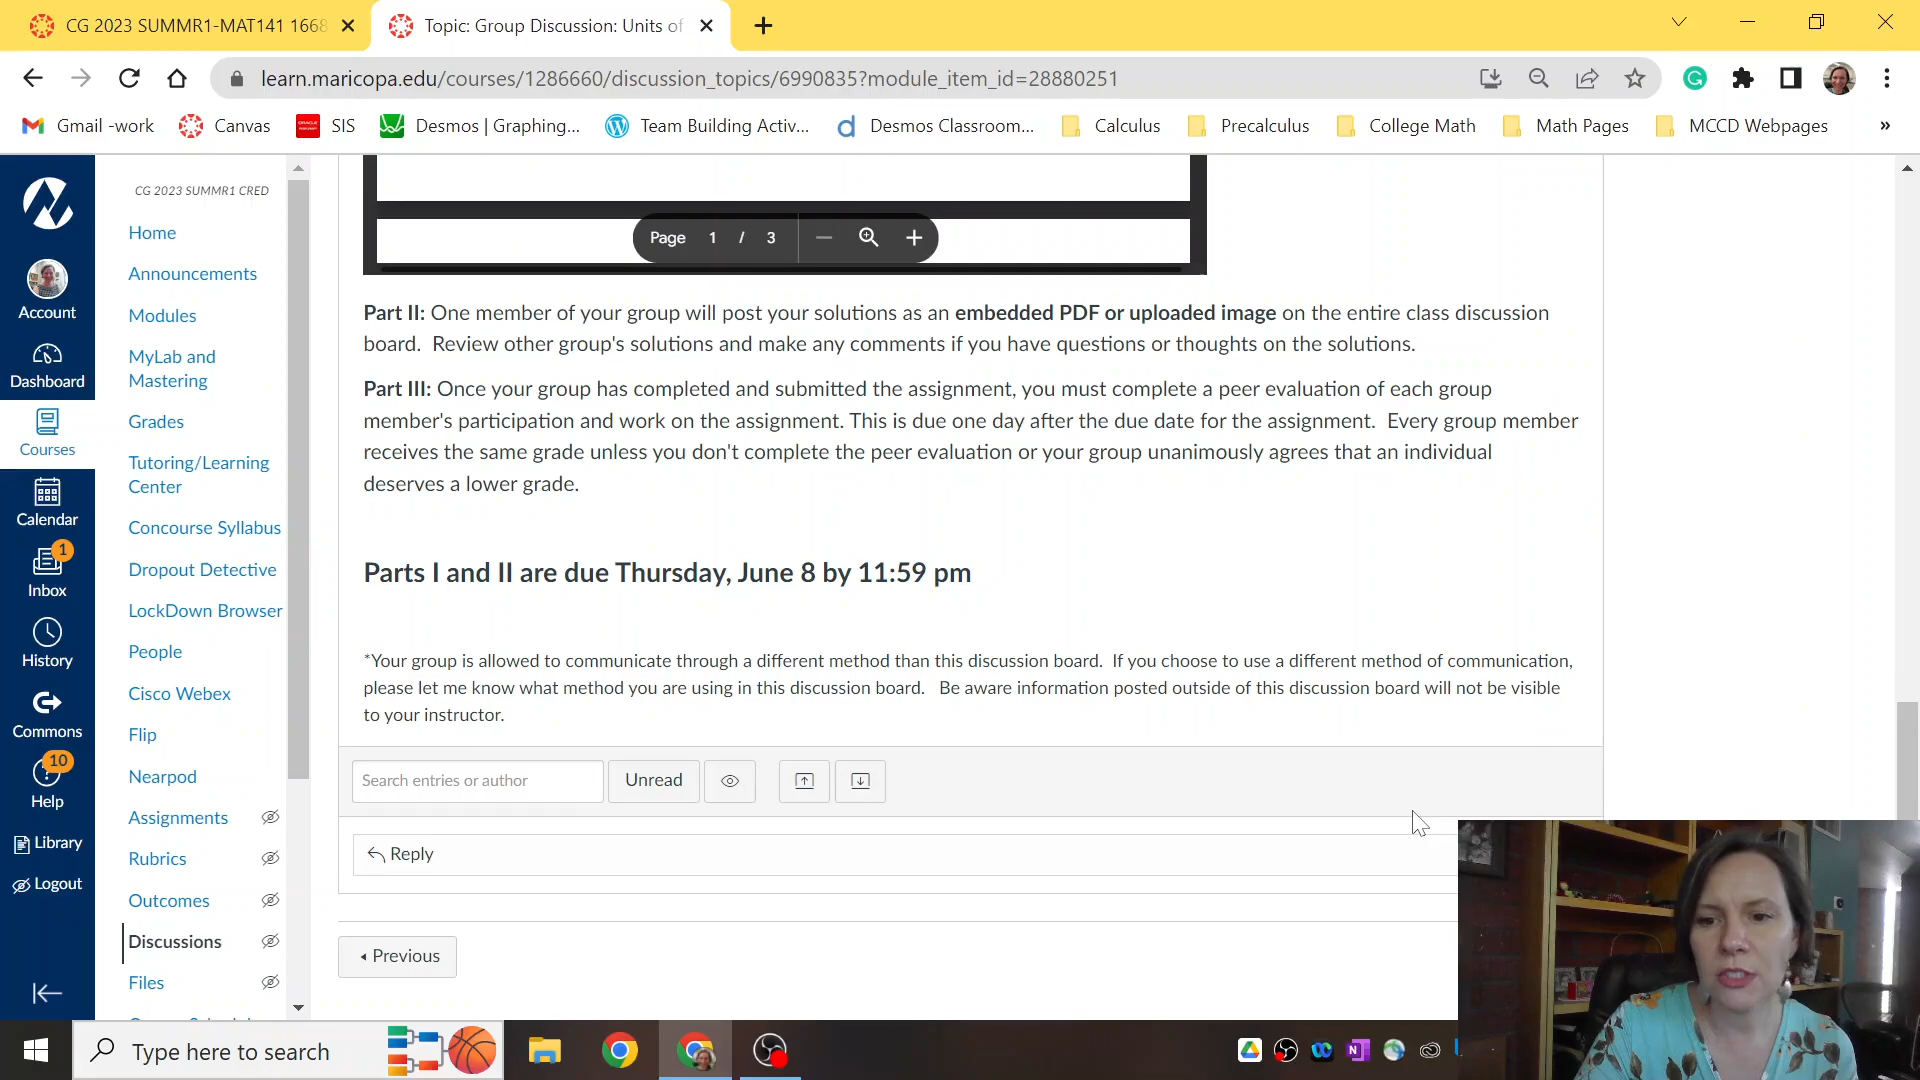 CG 2023 SUMMR1-MAT141 1668
Topic: Group Discussion: Units of
learn.maricopa.edu/courses/1286660/discussion_topics/6990835?module_item_id=28880251
Gmail -work
Canvas
SIS
Desmos | Graphing...
Team Building Activ...
Desmos Classroom...
Calculus
Precalculus
College Math
Math Pages
MCCD Webpages
»
Account
Dashboard
Courses
Calendar
1
Inbox
History
Commons
10
Help
Library
Logout
CG 2023 SUMMR1 CRED
Home
Announcements
Modules
MyLab and
Mastering
Grades
Tutoring/Learning
Center
Concourse Syllabus
Dropout Detective
LockDown Browser
People
Cisco Webex
Flip
Nearpod
Assignments
Rubrics
Outcomes
Discussions
Files
Page 1 / 3
Part II: One member of your group will post your solutions as an embedded PDF or uploaded image on the entire class discussion
board. Review other group's solutions and make any comments if you have questions or thoughts on the solutions.
Part III: Once your group has completed and submitted the assignment, you must complete a peer evaluation of each group
member's participation and work on the assignment. This is due one day after the due date for the assignment. Every group member
receives the same grade unless you don't complete the peer evaluation or your group unanimously agrees that an individual
deserves a lower grade.
Parts I and II are due Thursday, June 8 by 11:59 pm
*Your group is allowed to communicate through a different method than this discussion board. If you choose to use a different method of communication,
please let me know what method you are using in this discussion board. Be aware information posted outside of this discussion board will not be visible
to your instructor.
Search entries or author
Unread
Reply
Previous
Type here to search